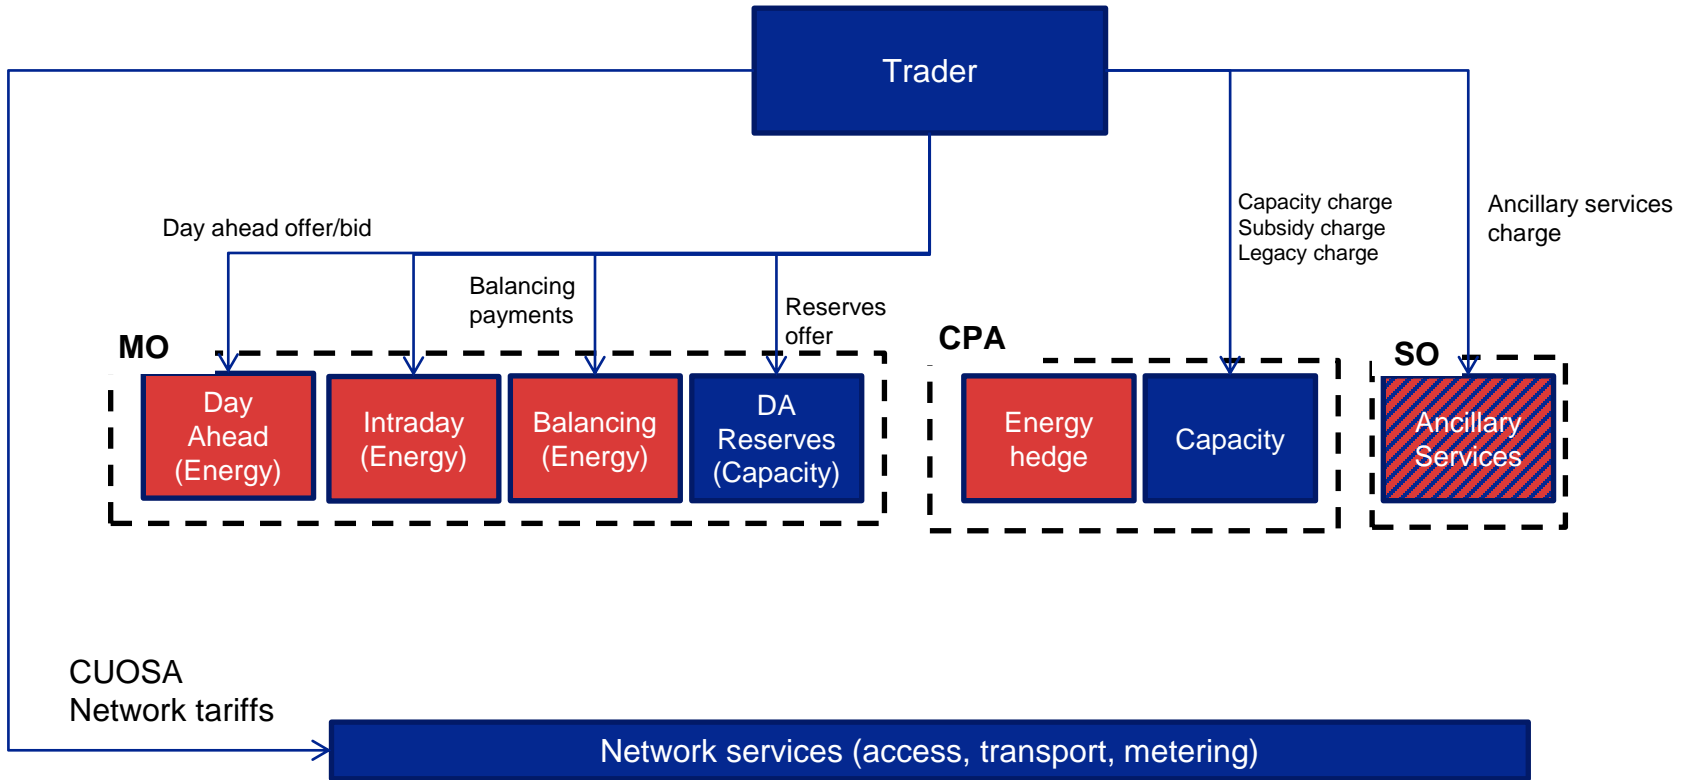 Trader
Day ahead offer/bid
Balancing
payments
Reserves
offer
Capacity charge
Subsidy charge
Legacy charge
Ancillary services
charge
MO
CPA
SO
Day
Ahead
(Energy)
Intraday
(Energy)
Balancing
(Energy)
DA
Reserves
(Capacity)
Energy
hedge
Capacity
Ancillary
Services
CUOSA
Network tariffs
Network services (access, transport, metering)